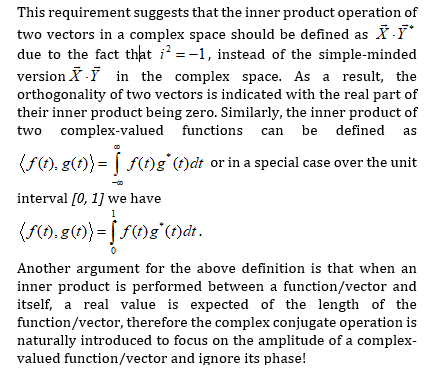 This requirement suggests that the inner product operation of
two vectors in a complex space should be defined as X⃗·Y⃗*
due to the fact that i² = −1, instead of the simple-minded
version X⃗·Y⃗ in the complex space. As a result, the
orthogonality of two vectors is indicated with the real part of
their inner product being zero. Similarly, the inner product of
two complex-valued functions can be defined as
⟨f(t), g(t)⟩ = ∫_{−∞}^{∞} f(t)g*(t)dt or in a special case over the unit
interval [0, 1] we have
⟨f(t), g(t)⟩ = ∫_0^1 f(t)g*(t)dt.
Another argument for the above definition is that when an
inner product is performed between a function/vector and
itself, a real value is expected of the length of the
function/vector, therefore the complex conjugate operation is
naturally introduced to focus on the amplitude of a complex-
valued function/vector and ignore its phase!